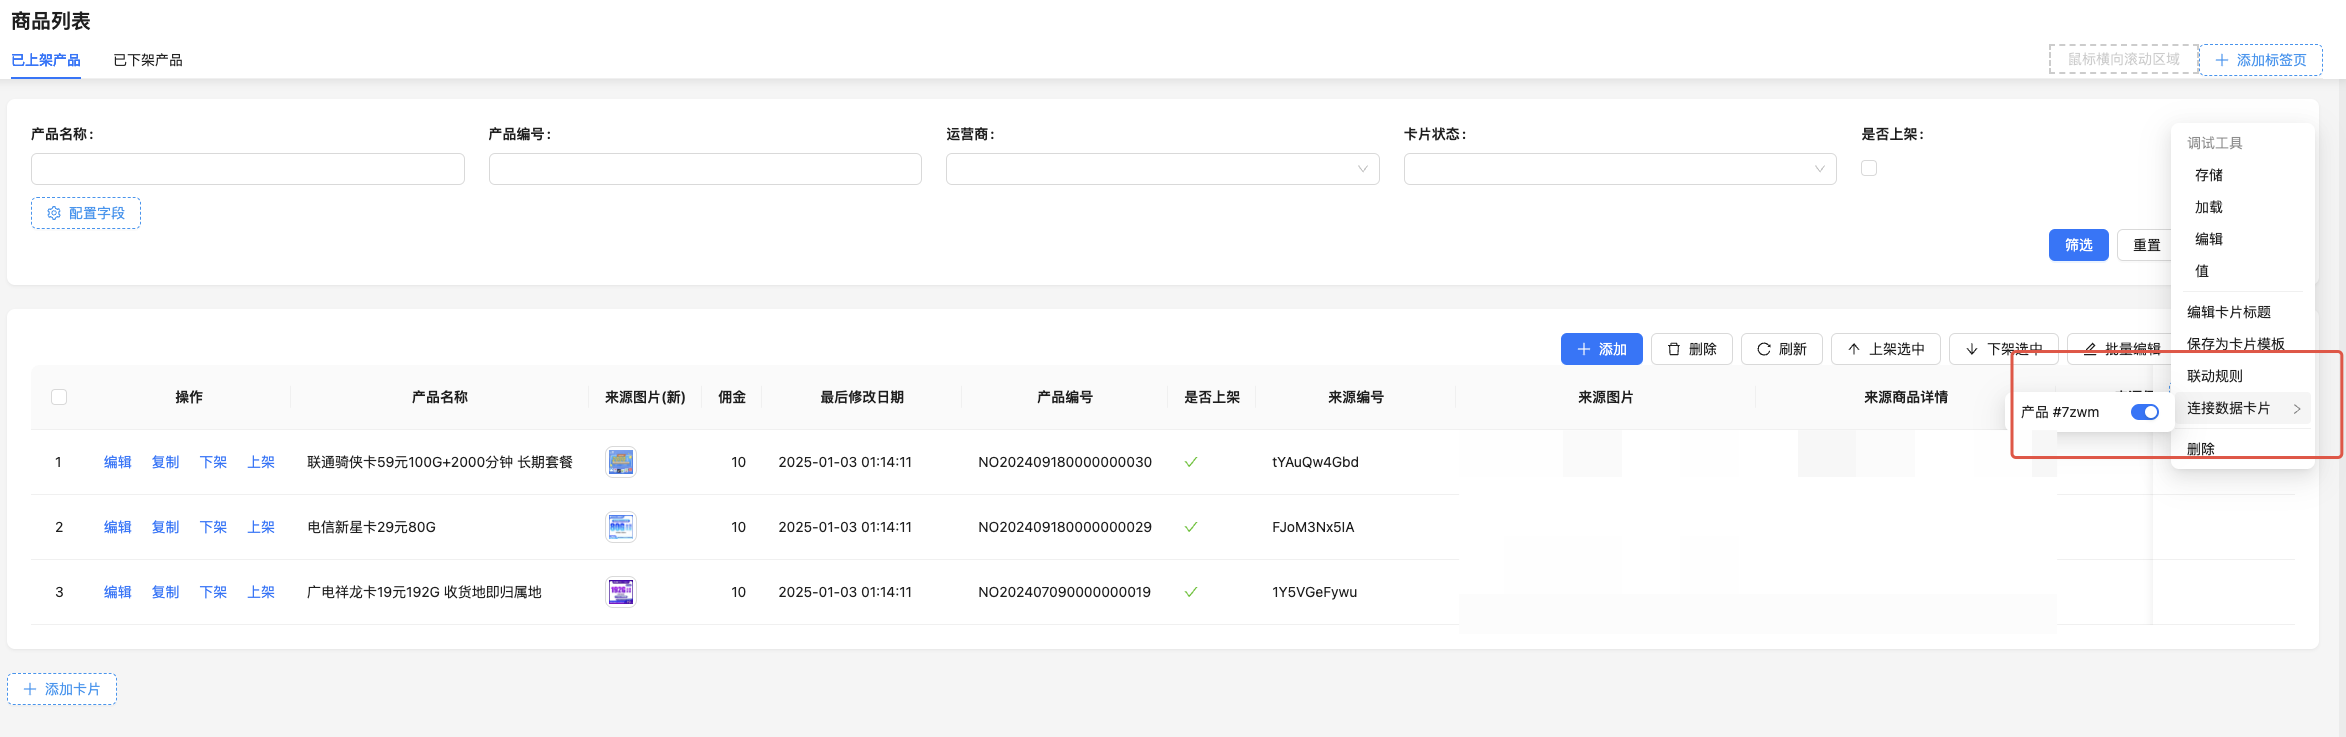 商品列表
已上架产品
已下架产品
鼠标横向滚动区域
添加标签页
产品名称:
产品编号:
运营商:
卡片状态:
是否上架:
配置字段
筛选
重置
调试工具
存储
加载
编辑
值
编辑卡片标题
保存为卡片模板
联动规则
连接数据卡片
删除
产品 #7zwm
添加
删除
刷新
上架选中
下架选中
批量编辑
操作
产品名称
来源图片(新)
佣金
最后修改日期
产品编号
是否上架
来源编号
来源图片
来源商品详情
1 编辑 复制 下架 上架 联通骑侠卡59元100G+2000分钟 长期套餐 10 2025-01-03 01:14:11 NO202409180000000030 tYAuQw4Gbd
2 编辑 复制 下架 上架 电信新星卡29元80G 10 2025-01-03 01:14:11 NO202409180000000029 FJoM3Nx5IA
3 编辑 复制 下架 上架 广电祥龙卡19元192G 收货地即归属地 192G 10 2025-01-03 01:14:11 NO202407090000000019 1Y5VGeFywu
添加卡片